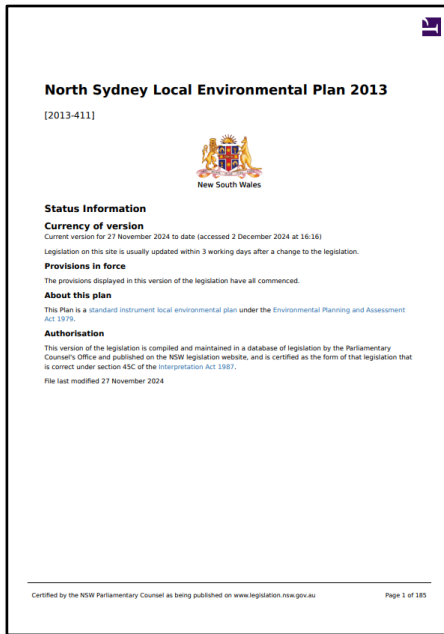 North Sydney Local Environmental Plan 2013
[2013-411]
New South Wales
Status Information
Currency of version
Current version for 27 November 2024 to date (accessed 2 December 2024 at 16:16)
Legislation on this site is usually updated within 3 working days after a change to the legislation.
Provisions in force
The provisions displayed in this version of the legislation have all commenced.
About this plan
This Plan is a standard instrument local environmental plan under the Environmental Planning and Assessment
Act 1979.
Authorisation
This version of the legislation is compiled and maintained in a database of legislation by the Parliamentary
Counsel's Office and published on the NSW legislation website, and is certified as the form of that legislation that
is correct under section 45C of the Interpretation Act 1987.
File last modified 27 November 2024
Certified by the NSW Parliamentary Counsel as being published on www.legislation.nsw.gov.au Page 1 of 185